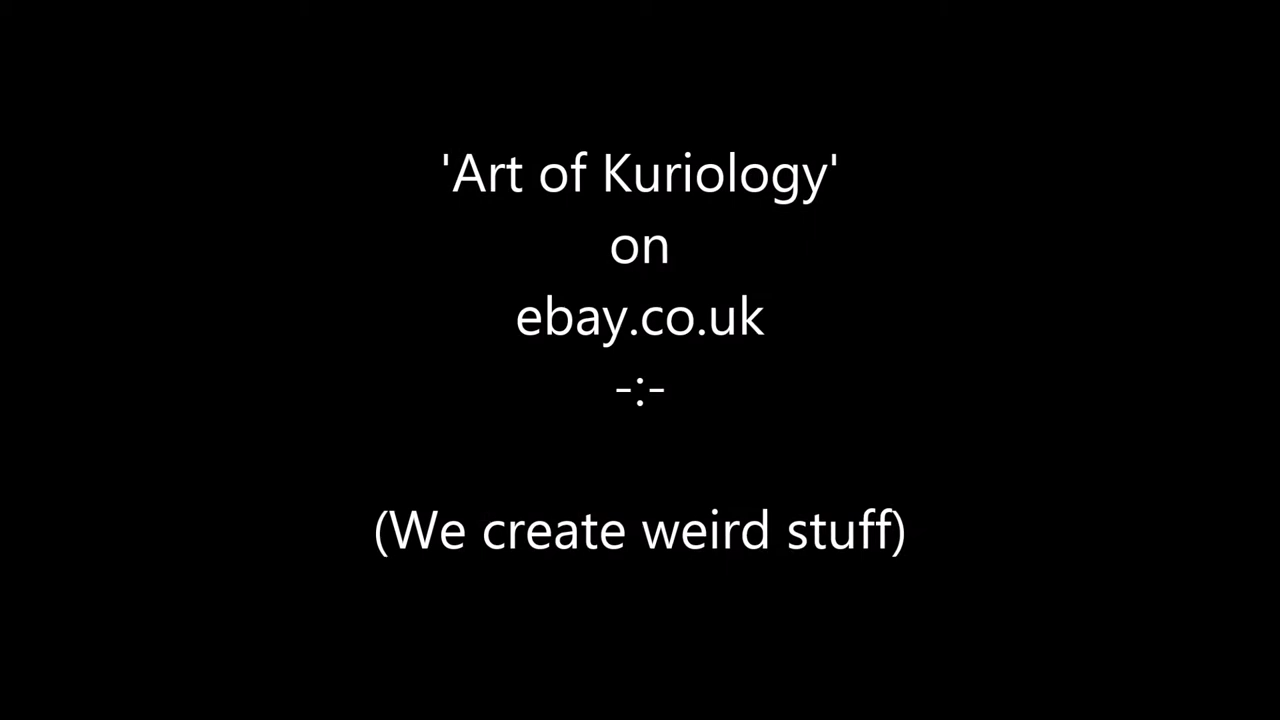 'Art of Kuriology'
on
ebay.co.uk
-:-
(We create weird stuff)